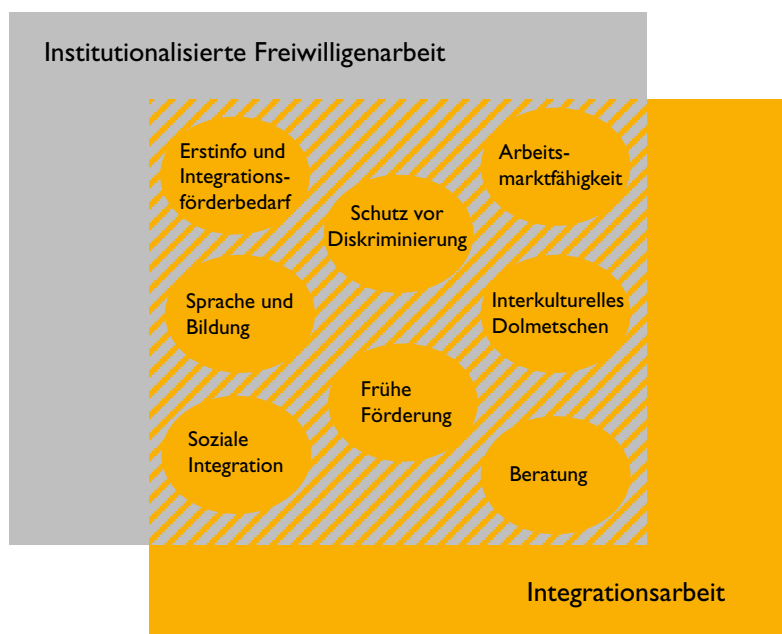 Institutionalisierte Freiwilligenarbeit
Erstinfo und
Integrations-
förderbedarf
Arbeits-
marktfähigkeit
Schutz vor
Diskriminierung
Sprache und
Bildung
Interkulturelles
Dolmetschen
Frühe
Förderung
Soziale
Integration
Beratung
Integrationsarbeit